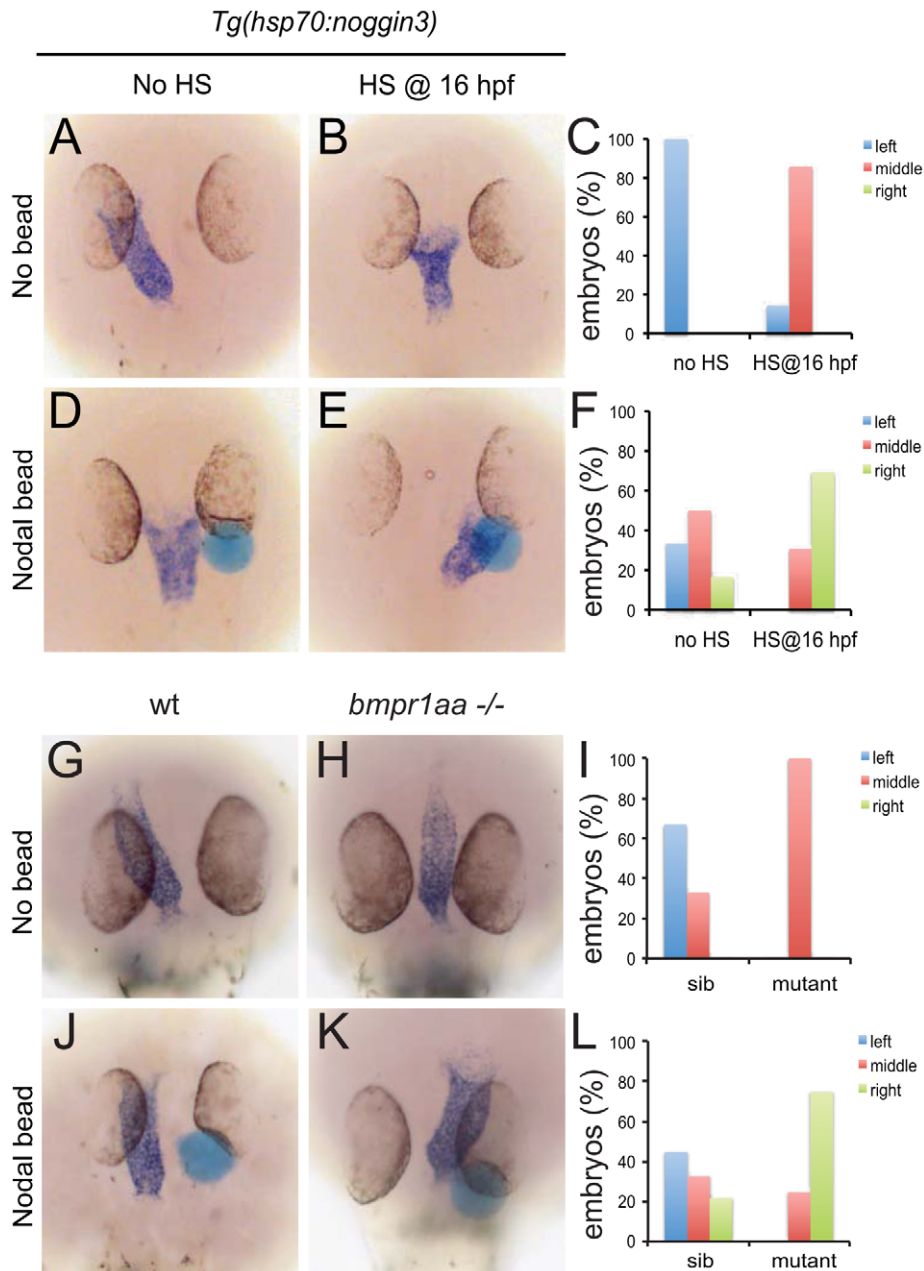 Tg(hsp70:noggin3)
No HS
HS @ 16 hpf
No bead
A
B
C
embryos (%)
100
80
60
40
20
0
no HS
HS@16 hpf
left
middle
right
Nodal bead
D
E
F
embryos (%)
100
80
60
40
20
0
no HS
HS@16 hpf
left
middle
right
wt
bmpr1aa -/-
No bead
G
H
I
embryos (%)
100
80
60
40
20
0
sib
mutant
left
middle
right
Nodal bead
J
K
L
embryos (%)
100
80
60
40
20
0
sib
mutant
left
middle
right